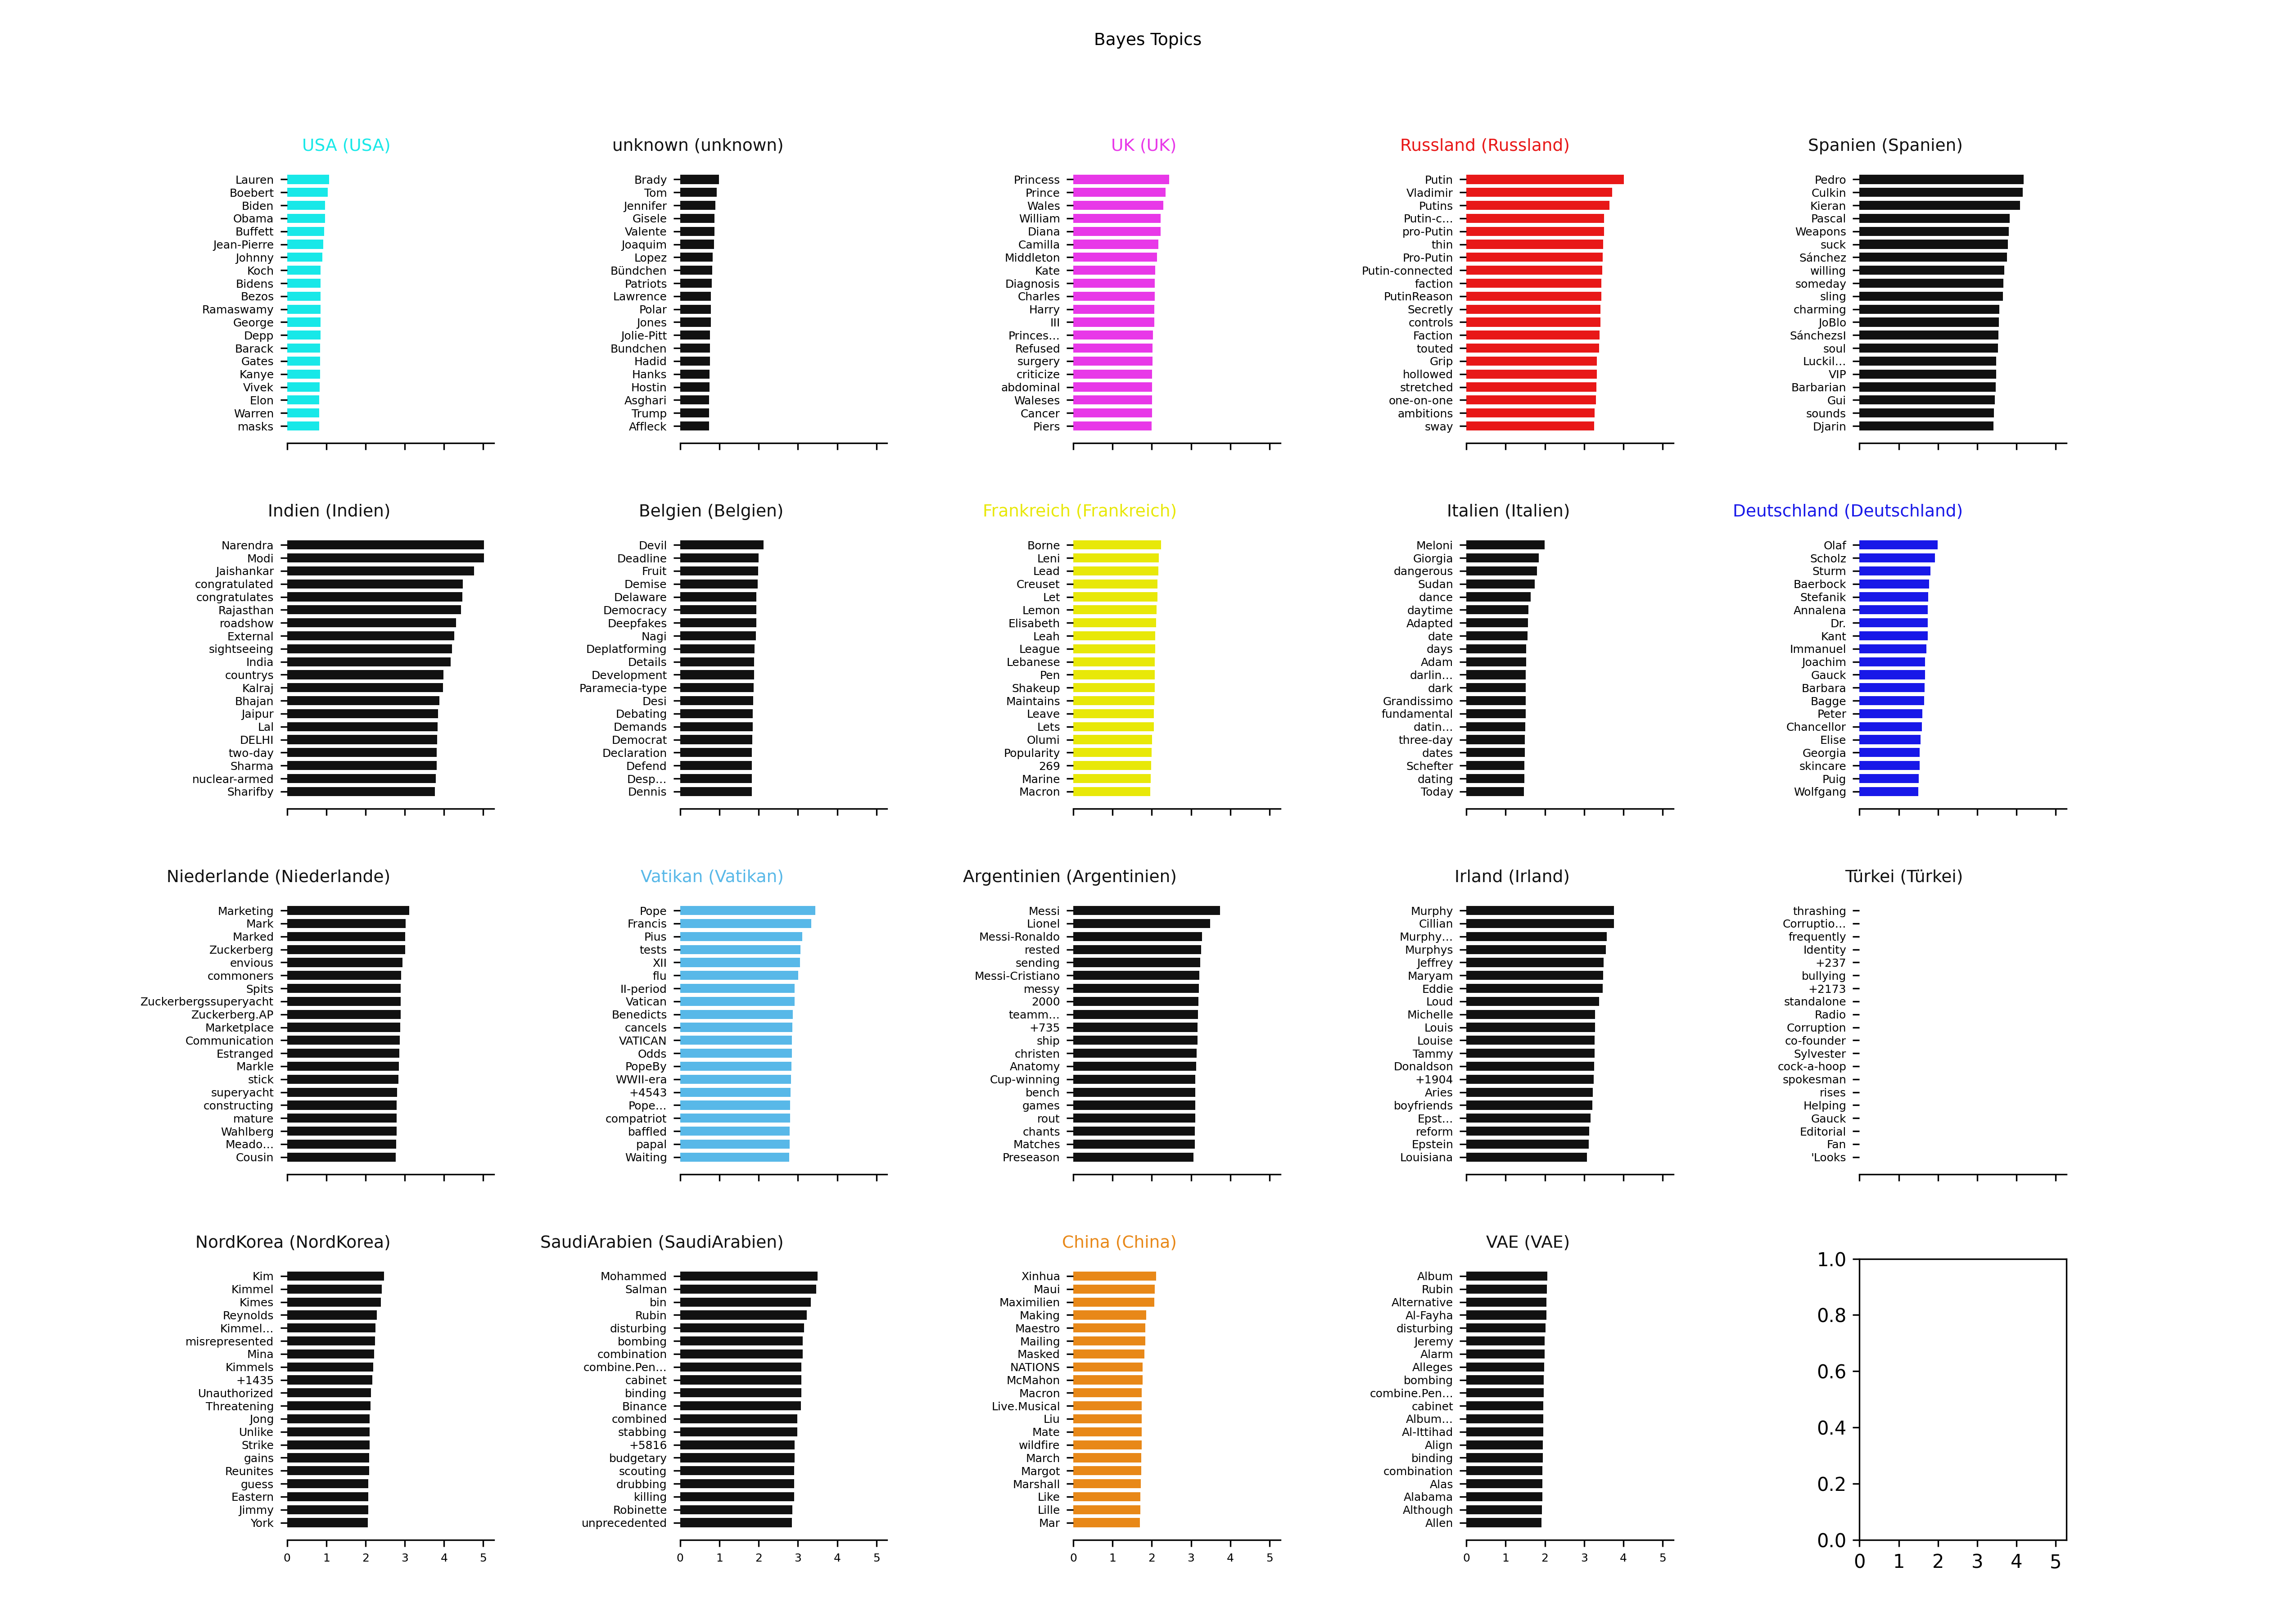 Bayes Topics
USA (USA)
Lauren
Boebert
Biden
Obama
Buffett
Jean-Pierre
Johnny
Koch
Bidens
Bezos
Ramaswamy
George
Depp
Barack
Gates
Kanye
Vivek
Elon
Warren
masks
unknown (unknown)
Brady
Tom
Jennifer
Gisele
Valente
Joaquim
Lopez
Bündchen
Patriots
Lawrence
Polar
Jones
Jolie-Pitt
Bundchen
Hadid
Hanks
Hostin
Asghari
Trump
Affleck
UK (UK)
Princess
Prince
Wales
William
Diana
Camilla
Middleton
Kate
Diagnosis
Charles
Harry
III
Princes...
Refused
surgery
criticize
abdominal
Waleses
Cancer
Piers
Russland (Russland)
Putin
Vladimir
Putins
Putin-c...
pro-Putin
thin
Pro-Putin
Putin-connected
faction
PutinReason
Secretly
controls
Faction
touted
Grip
hollowed
stretched
one-on-one
ambitions
sway
Spanien (Spanien)
Pedro
Culkin
Kieran
Pascal
Weapons
suck
Sánchez
willing
someday
sling
charming
JoBlo
SánchezsI
soul
Luckil...
VIP
Barbarian
Gui
sounds
Djarin
Indien (Indien)
Narendra
Modi
Jaishankar
congratulated
congratulates
Rajasthan
roadshow
External
sightseeing
India
countrys
Kalraj
Bhajan
Jaipur
Lal
DELHI
two-day
Sharma
nuclear-armed
Sharifby
Belgien (Belgien)
Devil
Deadline
Fruit
Demise
Delaware
Democracy
Deepfakes
Nagi
Deplatforming
Details
Development
Paramecia-type
Desi
Debating
Demands
Democrat
Declaration
Defend
Desp...
Dennis
Frankreich (Frankreich)
Borne
Leni
Lead
Creuset
Let
Lemon
Elisabeth
Leah
League
Lebanese
Pen
Shakeup
Maintains
Leave
Lets
Olumi
Popularity
269
Marine
Macron
Italien (Italien)
Meloni
Giorgia
dangerous
Sudan
dance
daytime
Adapted
date
days
Adam
darlin...
dark
Grandissimo
fundamental
datin...
three-day
dates
Schefter
dating
Today
Deutschland (Deutschland)
Olaf
Scholz
Sturm
Baerbock
Stefanik
Annalena
Dr.
Kant
Immanuel
Joachim
Gauck
Barbara
Bagge
Peter
Chancellor
Elise
Georgia
skincare
Puig
Wolfgang
Niederlande (Niederlande)
Marketing
Mark
Marked
Zuckerberg
envious
commoners
Spits
Zuckerbergssuperyacht
Zuckerberg.AP
Marketplace
Communication
Estranged
Markle
stick
superyacht
constructing
mature
Wahlberg
Meado...
Cousin
Vatikan (Vatikan)
Pope
Francis
Pius
tests
XII
flu
II-period
Vatican
Benedicts
cancels
VATICAN
Odds
PopeBy
WWII-era
+4543
Pope...
compatriot
baffled
papal
Waiting
Argentinien (Argentinien)
Messi
Lionel
Messi-Ronaldo
rested
sending
Messi-Cristiano
messy
2000
teamm...
+735
ship
christen
Anatomy
Cup-winning
bench
games
rout
chants
Matches
Preseason
Irland (Irland)
Murphy
Cillian
Murphy...
Murphys
Jeffrey
Maryam
Eddie
Loud
Michelle
Louis
Louise
Tammy
Donaldson
+1904
Aries
boyfriends
Epst...
reform
Epstein
Louisiana
Türkei (Türkei)
thrashing
Corruptio...
frequently
Identity
+237
bullying
+2173
standalone
Radio
Corruption
co-founder
Sylvester
cock-a-hoop
spokesman
rises
Helping
Gauck
Editorial
Fan
'Looks
NordKorea (NordKorea)
Kim
Kimmel
Kimes
Reynolds
Kimmel...
misrepresented
Mina
Kimmels
+1435
Unauthorized
Threatening
Jong
Unlike
Strike
gains
Reunites
guess
Eastern
Jimmy
York
0 1 2 3 4 5
SaudiArabien (SaudiArabien)
Mohammed
Salman
bin
Rubin
disturbing
bombing
combination
combine.Pen...
cabinet
binding
Binance
combined
stabbing
+5816
budgetary
scouting
drubbing
killing
Robinette
unprecedented
0 1 2 3 4 5
China (China)
Xinhua
Maui
Maximilien
Making
Maestro
Mailing
Masked
NATIONS
McMahon
Macron
Live.Musical
Liu
Mate
wildfire
March
Margot
Marshall
Like
Lille
Mar
0 1 2 3 4 5
VAE (VAE)
Album
Rubin
Alternative
Al-Fayha
disturbing
Jeremy
Alarm
Alleges
bombing
combine.Pen...
cabinet
Album...
Al-Ittihad
Align
binding
combination
Alas
Alabama
Although
Allen
0 1 2 3 4 5
1.0
0.8
0.6
0.4
0.2
0.0
0 1 2 3 4 5